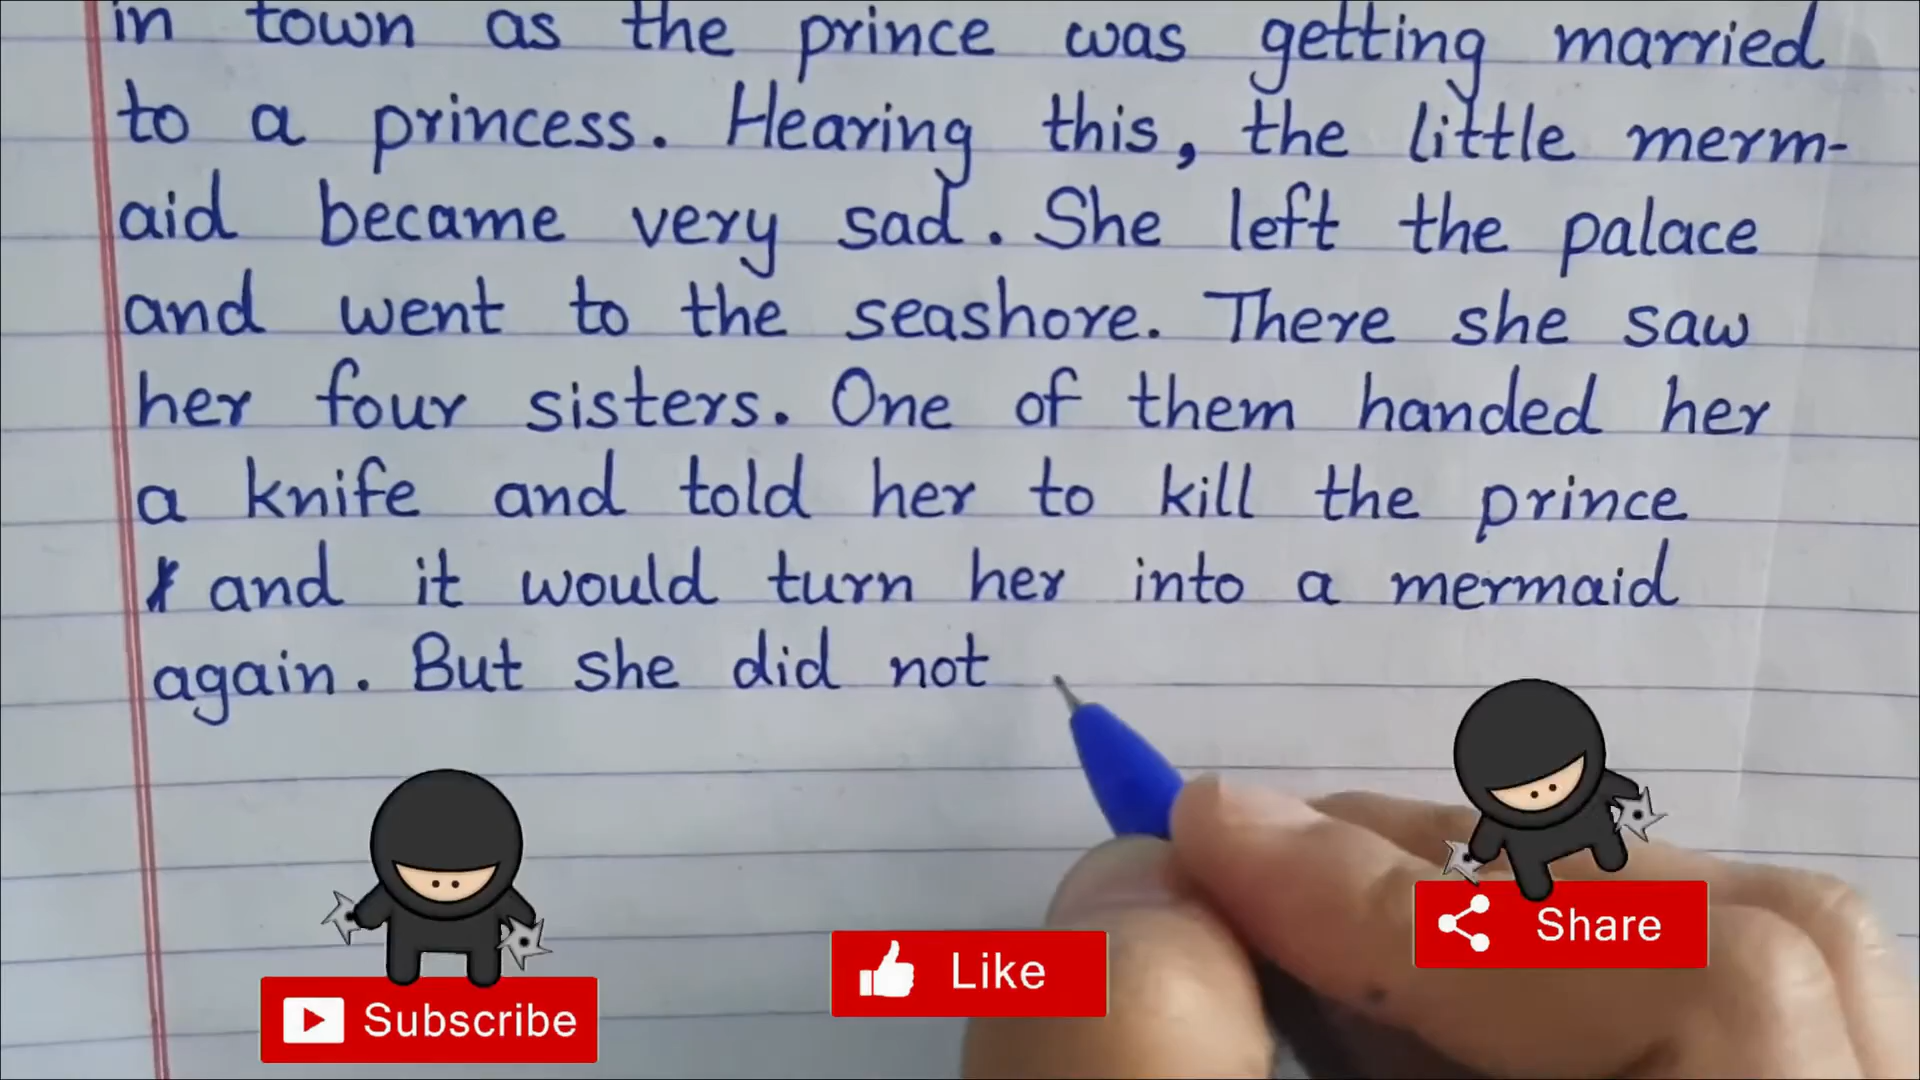 in town as the prince was getting married
to a princess. Hearing this, the little merm-
aid became very sad. She left the palace
and went to the seashore. There she saw
her four sisters. One of them handed her
a knife and told her to kill the prince
and it would turn her into a mermaid
again. But she did not
Share
Like
Subscribe